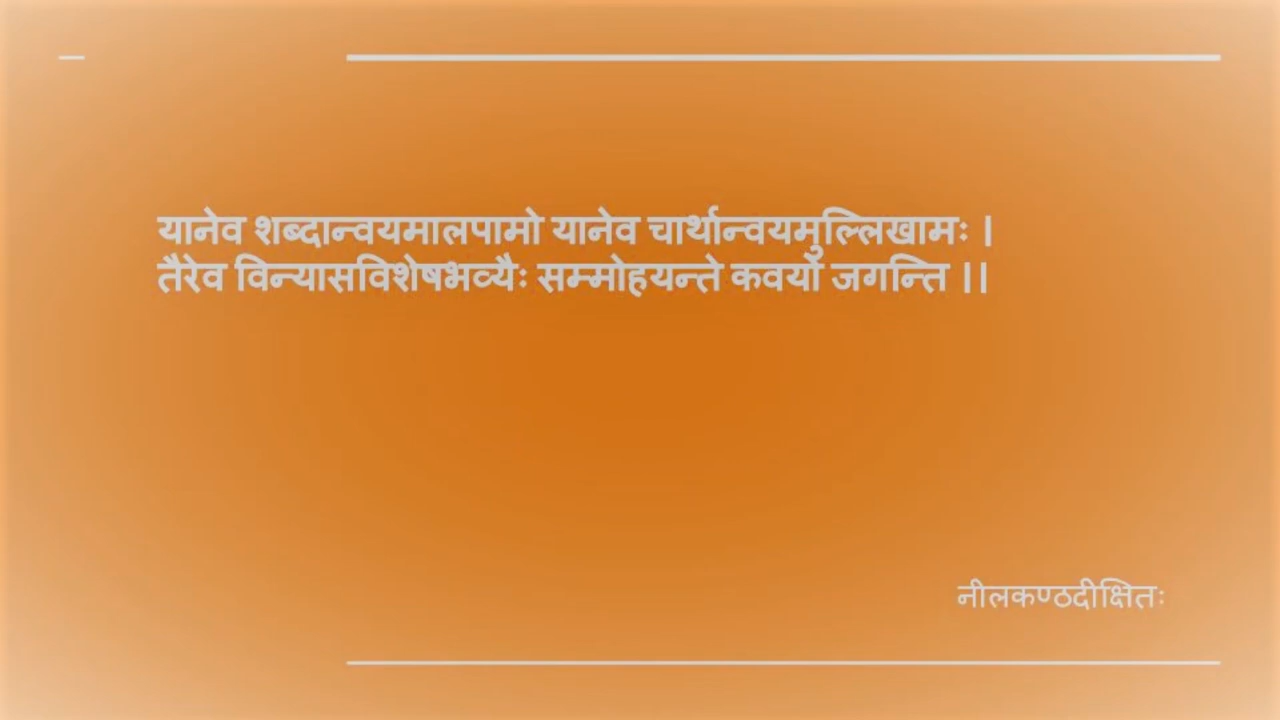 यानेव शब्दान्वयमालपामो यानेव चार्थान्वयमुल्लिखामः ।
तैरेव विन्यासविशेषभव्यैः सम्मोहयन्ते कवयो जगन्ति ।।
नीलकण्ठदीक्षितः